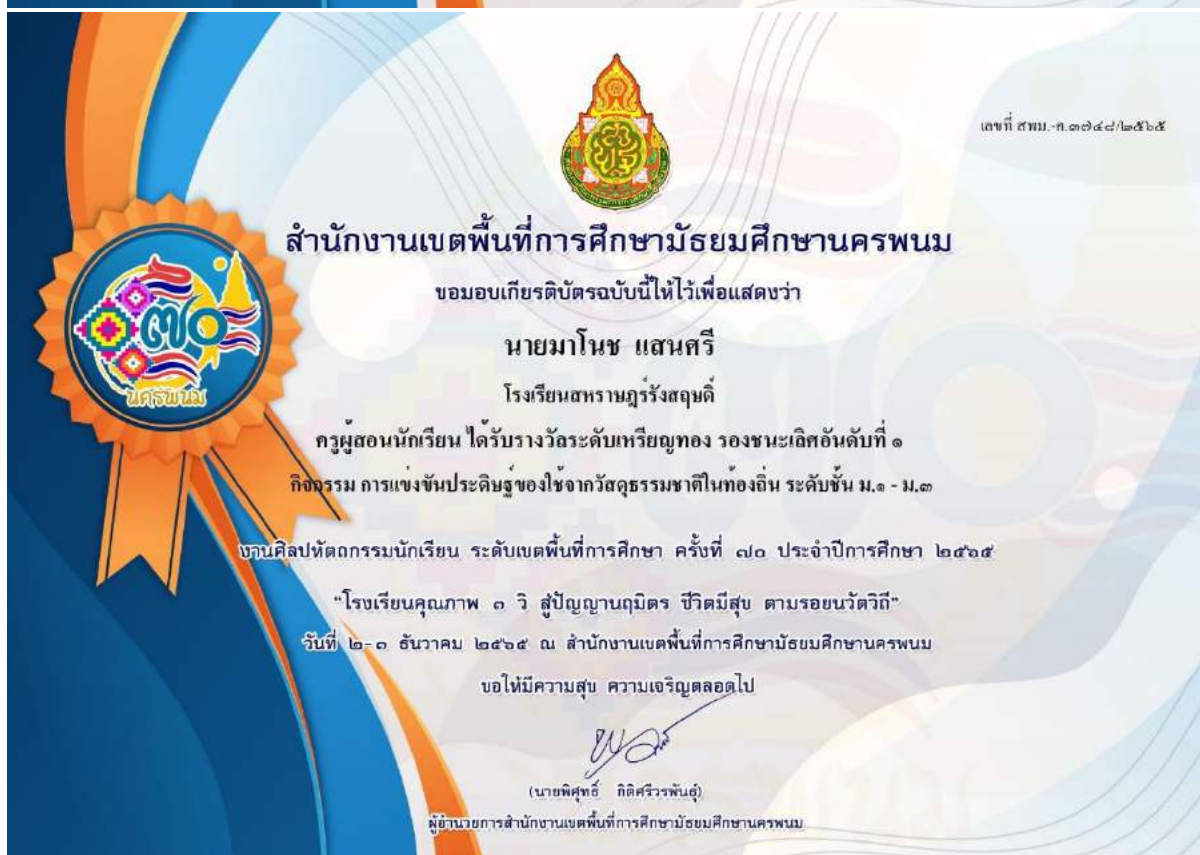 เลขที่ สพม.-ค.๓๗๔๘/๒๕๖๕
สำนักงานเขตพื้นที่การศึกษามัธยมศึกษานครพนม
ขอมอบเกียรติบัตรฉบับนี้ให้ไว้เพื่อแสดงว่า
นายมาโนช แสนศรี
โรงเรียนสหราษฎร์รังสฤษดิ์
ครูผู้สอนนักเรียน ได้รับรางวัลระดับเหรียญทอง รองชนะเลิศอันดับที่ ๑
กิจกรรม การแข่งขันประดิษฐ์ของใช้จากวัสดุธรรมชาติในท้องถิ่น ระดับชั้น ม.๑ - ม.๓
๗๐
นครพนม
งานศิลปหัตถกรรมนักเรียน ระดับเขตพื้นที่การศึกษา ครั้งที่ ๗๐ ประจำปีการศึกษา ๒๕๖๕
"โรงเรียนคุณภาพ ๓ วิ สู่ปัญญานฤมิตร ชีวิตมีสุข ตามรอยนวัตวิถี"
วันที่ ๒-๓ ธันวาคม ๒๕๖๕ ณ สำนักงานเขตพื้นที่การศึกษามัธยมศึกษานครพนม
ขอให้มีความสุข ความเจริญตลอดไป
(นายพิศุทธิ์ กิติศรีวรพันธุ์)
ผู้อำนวยการสำนักงานเขตพื้นที่การศึกษามัธยมศึกษานครพนม